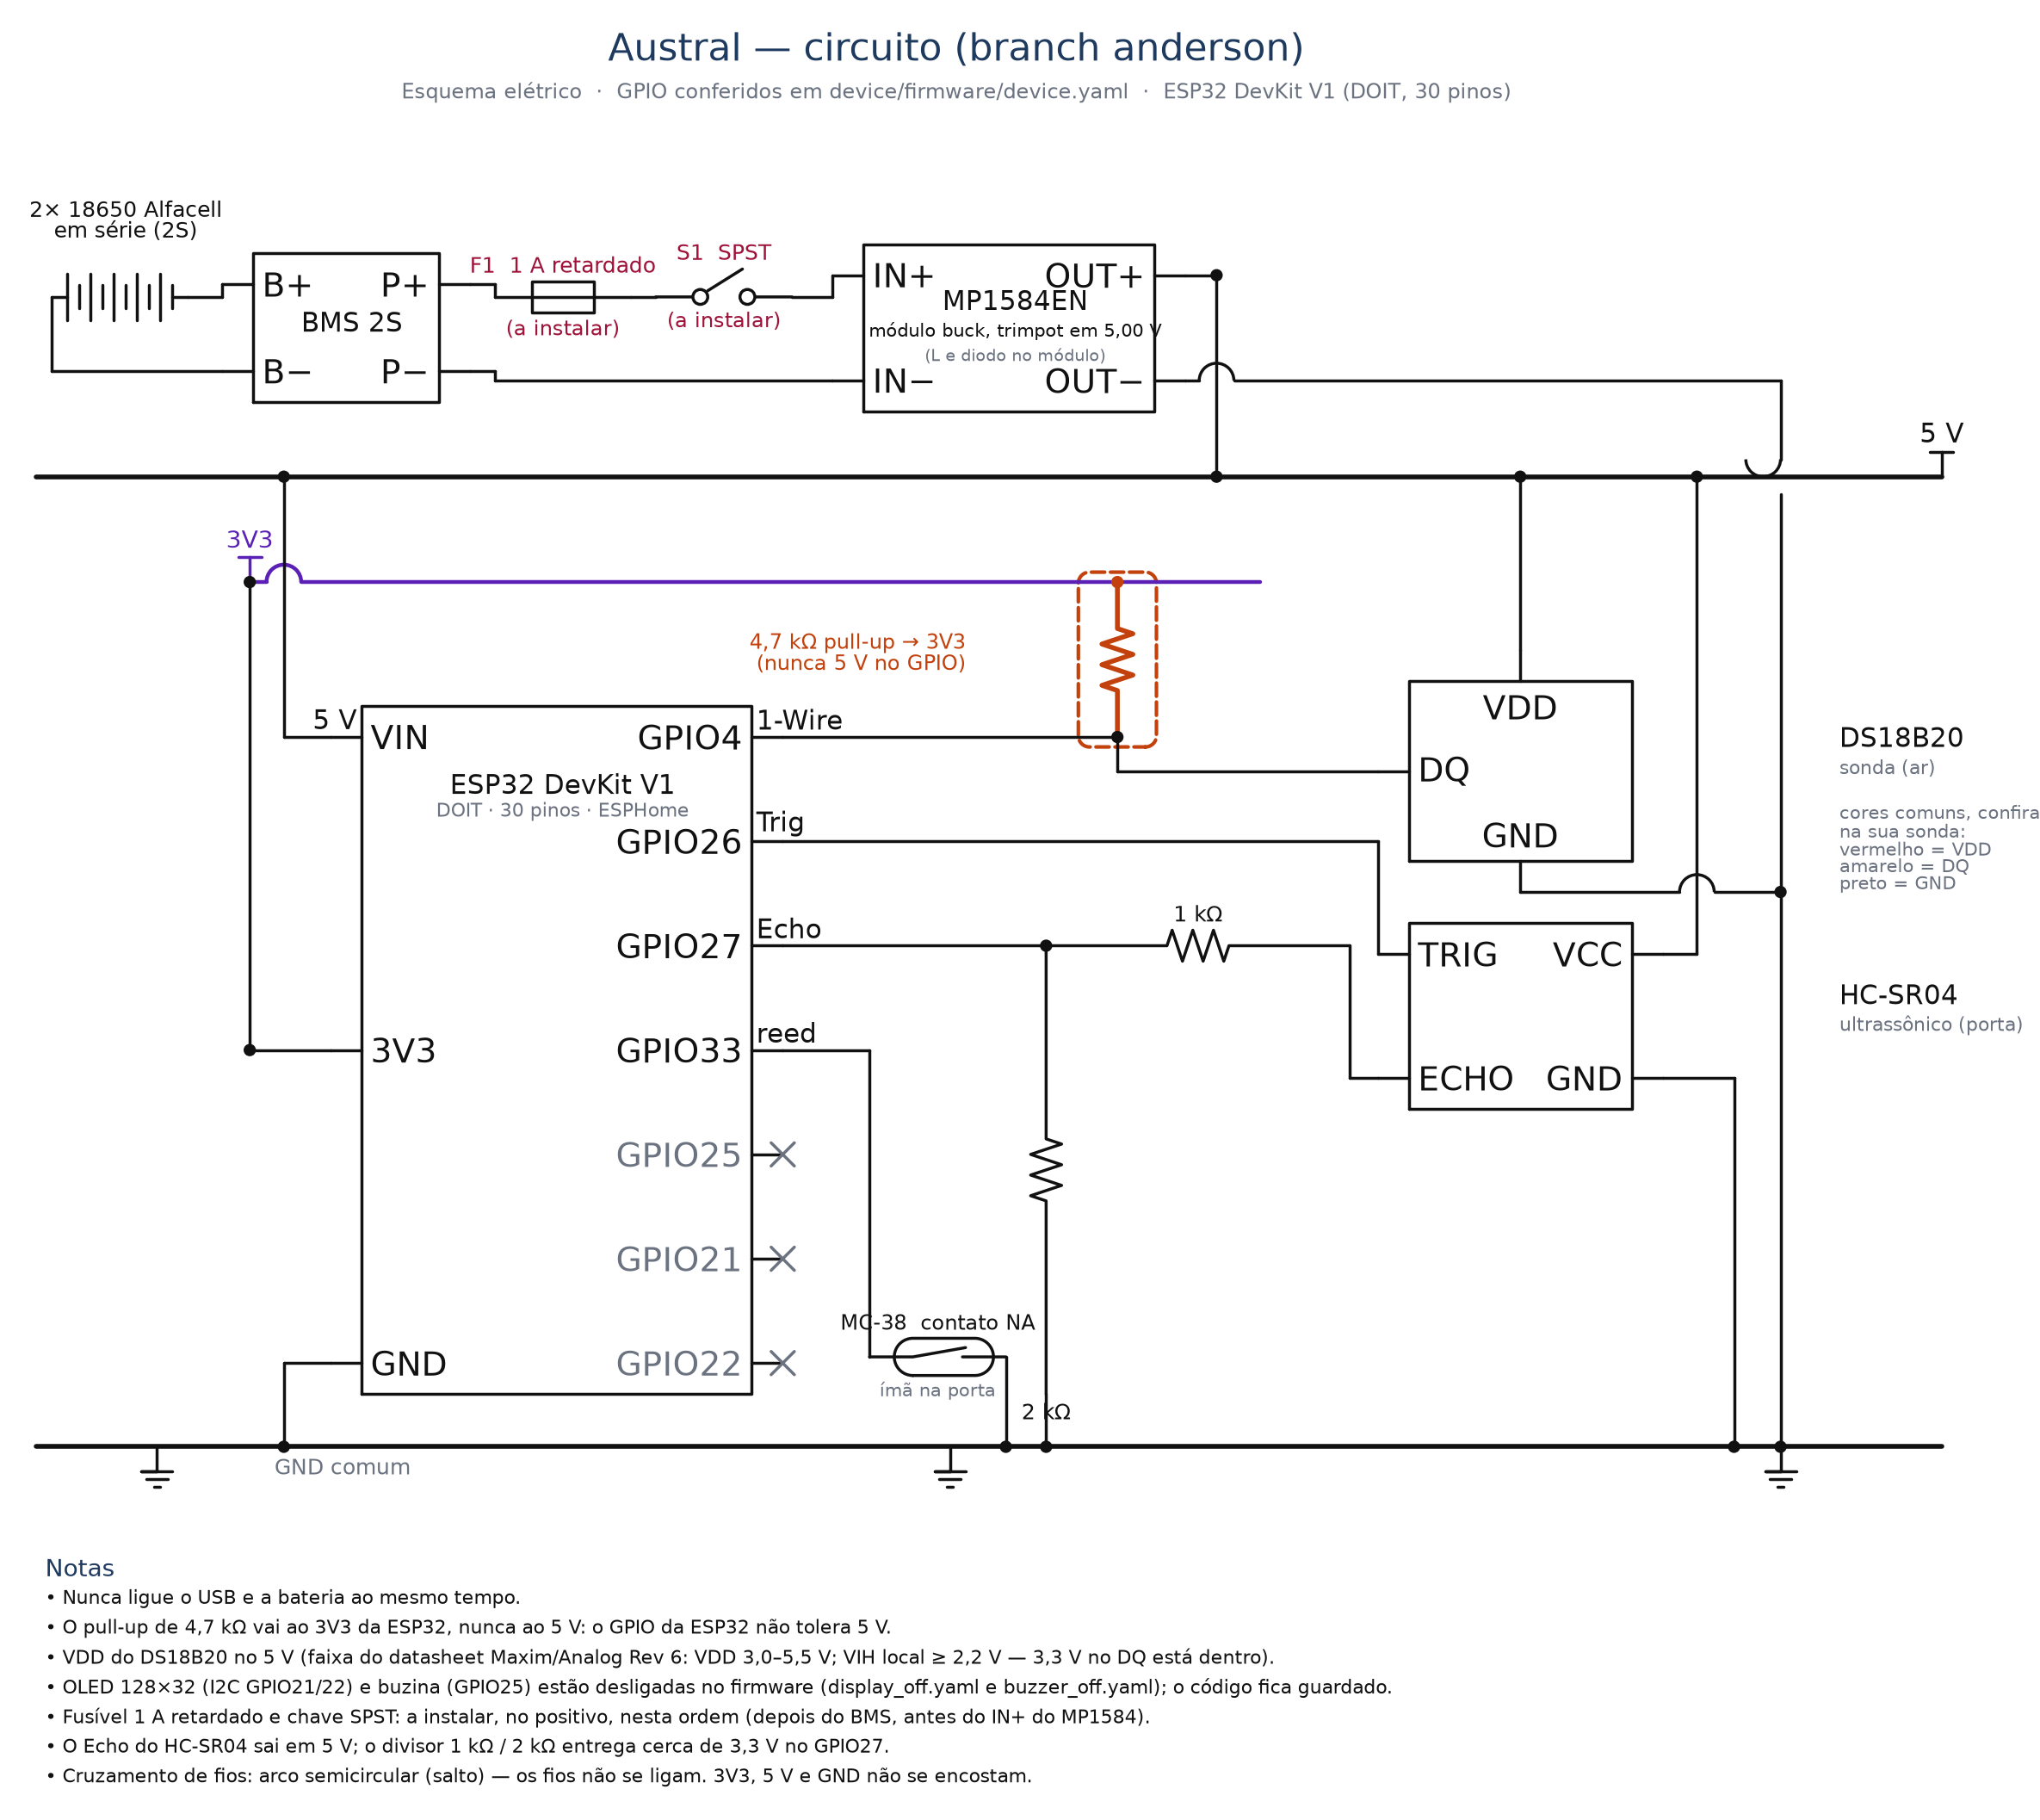 Austral — circuito (branch anderson)
Esquema elétrico · GPIO conferidos em device/firmware/device.yaml · ESP32 DevKit V1 (DOIT, 30 pinos)
2× 18650 Alfacell
em série (2S)
B+ P+
BMS 2S
B− P−
F1 1 A retardado
(a instalar)
S1 SPST
(a instalar)
IN+ OUT+
MP1584EN
módulo buck, trimpot em 5,00 V
(L e diodo no módulo)
IN− OUT−
5 V
3V3
4,7 kΩ pull-up → 3V3
(nunca 5 V no GPIO)
5 V
VIN
GPIO4
1-Wire
ESP32 DevKit V1
DOIT · 30 pinos · ESPHome
GPIO26
Trig
GPIO27
Echo
3V3
GPIO33
reed
GPIO25
GPIO21
GND
GPIO22
1 kΩ
VDD
DQ
GND
DS18B20
sonda (ar)
cores comuns, confira
na sua sonda:
vermelho = VDD
amarelo = DQ
preto = GND
TRIG VCC
ECHO GND
HC-SR04
ultrassônico (porta)
MC-38 contato NA
ímã na porta
2 kΩ
GND comum
Notas
• Nunca ligue o USB e a bateria ao mesmo tempo.
• O pull-up de 4,7 kΩ vai ao 3V3 da ESP32, nunca ao 5 V: o GPIO da ESP32 não tolera 5 V.
• VDD do DS18B20 no 5 V (faixa do datasheet Maxim/Analog Rev 6: VDD 3,0–5,5 V; VIH local ≥ 2,2 V — 3,3 V no DQ está dentro).
• OLED 128×32 (I2C GPIO21/22) e buzina (GPIO25) estão desligadas no firmware (display_off.yaml e buzzer_off.yaml); o código fica guardado.
• Fusível 1 A retardado e chave SPST: a instalar, no positivo, nesta ordem (depois do BMS, antes do IN+ do MP1584).
• O Echo do HC-SR04 sai em 5 V; o divisor 1 kΩ / 2 kΩ entrega cerca de 3,3 V no GPIO27.
• Cruzamento de fios: arco semicircular (salto) — os fios não se ligam. 3V3, 5 V e GND não se encostam.